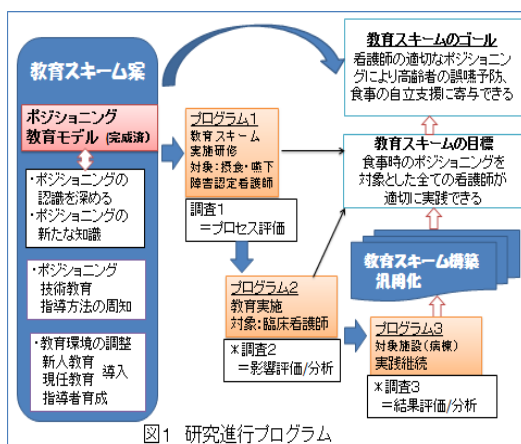 教育スキーム案
ポジショニング
教育モデル (完成済)
・ポジショニングの
認識を深める
・ポジショニングの
新たな知識
・ポジショニング
技術教育
指導方法の周知
・教育環境の調整
新人教育
現任教育 導入
指導者育成
プログラム1
教育スキーム
実施研修
対象:摂食・嚥下
障害認定看護師
調査1
＝プロセス評価
プログラム2
教育実施
対象:臨床看護師
＊調査2
＝影響評価/分析
教育スキームのゴール
看護師の適切なポジショニン
グにより高齢者の誤嚥予防、
食事の自立支援に寄与できる
教育スキームの目標
食事時のポジショニングを
対象とした全ての看護師が
適切に実践できる
教育スキーム構築
汎用化
プログラム3
対象施設(病棟)
実践継続
＊調査3
＝結果評価/分析
図1 研究進行プログラム